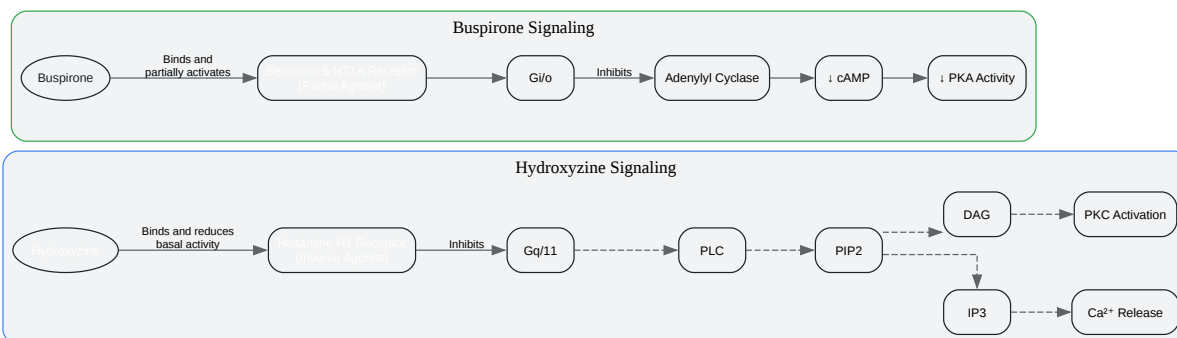 Buspirone Signaling
Buspirone
Binds and
partially activates
Serotonin 5-HT1A Receptor
(Partial Agonist)
Gi/o
Inhibits
Adenylyl Cyclase
↓ cAMP
↓ PKA Activity
Hydroxyzine Signaling
Hydroxyzine
Binds and reduces
basal activity
Histamine H1 Receptor
(Inverse Agonist)
Inhibits
Gq/11
PLC
PIP2
DAG
PKC Activation
IP3
Ca²⁺ Release